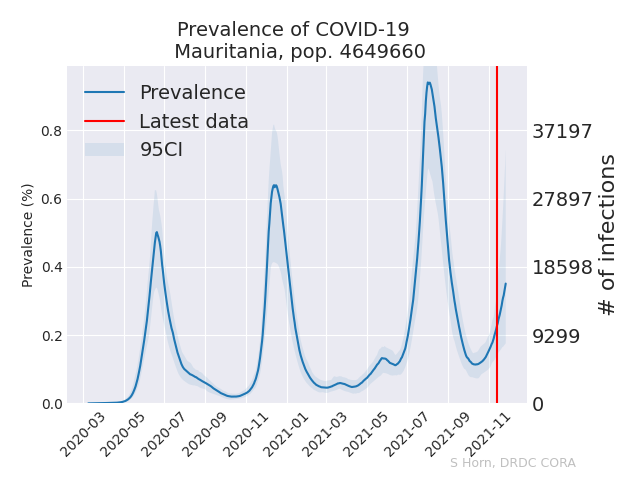 Prevalence of COVID-19
Mauritania, pop. 4649660
Prevalence
Latest data
95CI
Prevalence (%)
0.8
0.6
0.4
0.2
0.0
37197
27897
18598
9299
0
# of infections
2020-03
2020-05
2020-07
2020-09
2020-11
2021-01
2021-03
2021-05
2021-07
2021-09
2021-11
S Horn, DRDC CORA